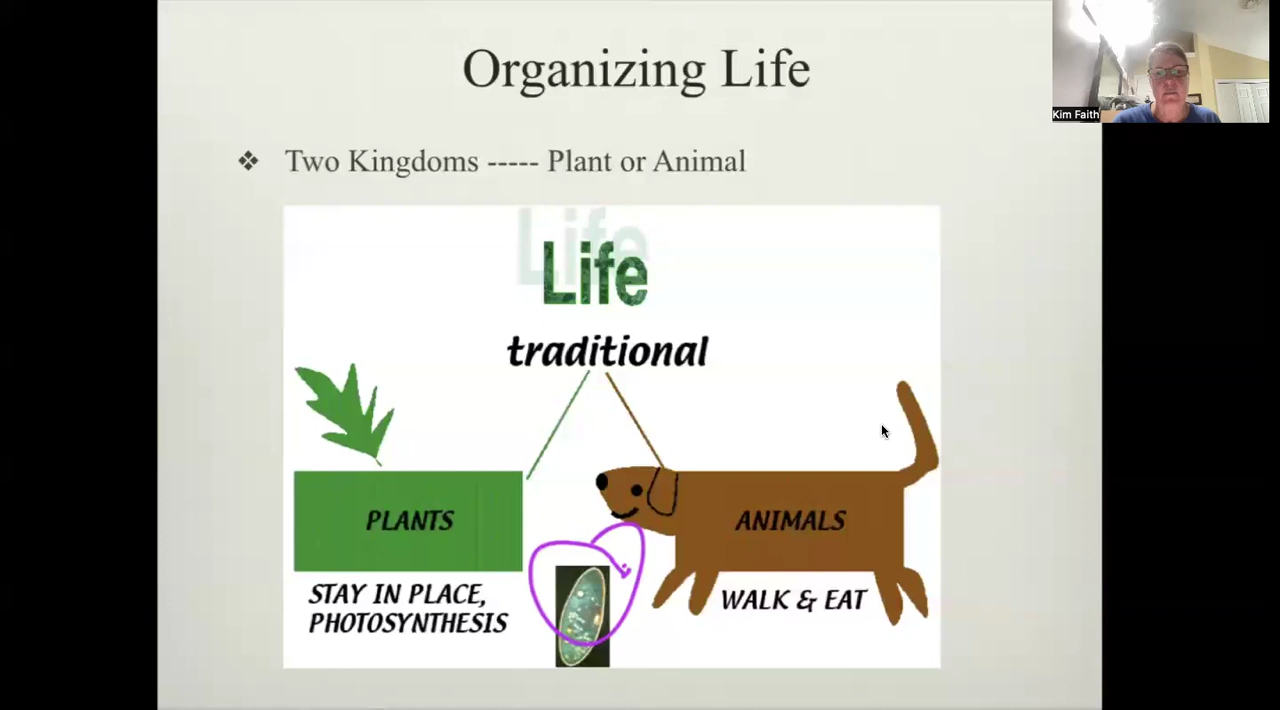 Organizing Life
Kim Faith
❖ Two Kingdoms ----- Plant or Animal
Life
Life
traditional
PLANTS
ANIMALS
STAY IN PLACE,
PHOTOSYNTHESIS
WALK & EAT